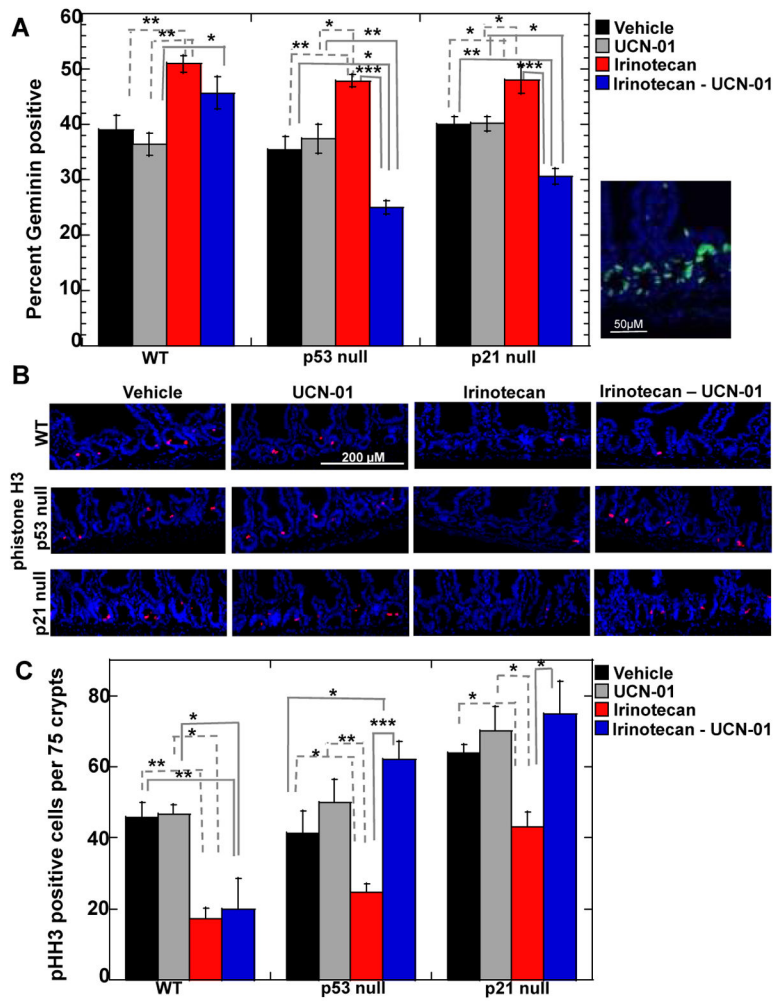 A
Percent Geminin positive
60
50
40
30
20
10
0
** ** *
** * * ** ***
* * ** * ***
WT p53 null p21 null
Vehicle
UCN-01
Irinotecan
Irinotecan - UCN-01
50µM
B
Vehicle UCN-01 Irinotecan Irinotecan – UCN-01
phistone H3
WT
p53 null
p21 null
200 µM
C
pHH3 positive cells per 75 crypts
80
60
40
20
0
** ** * *
* ** *** *
* * *
WT p53 null p21 null
Vehicle
UCN-01
Irinotecan
Irinotecan - UCN-01